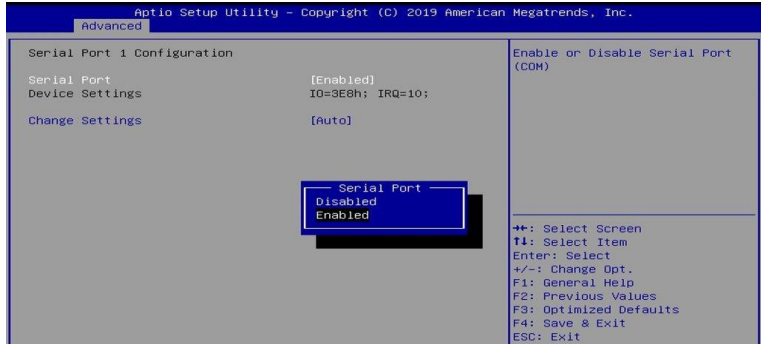 Aptio Setup Utility – Copyright (C) 2019 American Megatrends, Inc.
Advanced
Serial Port 1 Configuration
Serial Port [Enabled]
Device Settings IO=3E8h; IRQ=10;
Change Settings [Auto]
Serial Port
Disabled
Enabled
Enable or Disable Serial Port
(COM)
→←: Select Screen
↑↓: Select Item
Enter: Select
+/-: Change Opt.
F1: General Help
F2: Previous Values
F3: Optimized Defaults
F4: Save & Exit
ESC: Exit